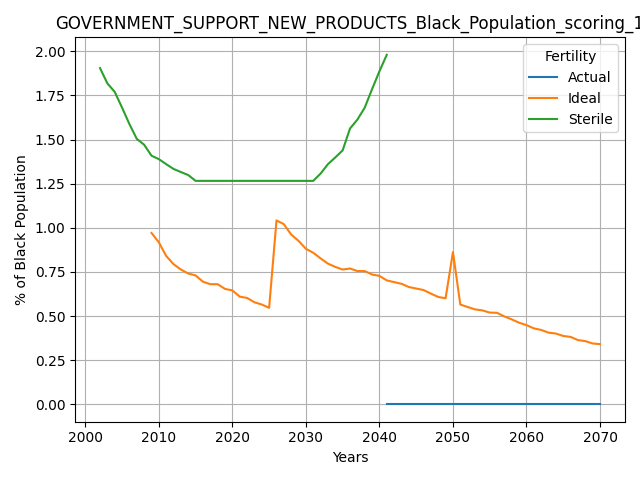 GOVERNMENT_SUPPORT_NEW_PRODUCTS_Black_Population_scoring_1
Fertility
Actual
Ideal
Sterile
% of Black Population
2.00
1.75
1.50
1.25
1.00
0.75
0.50
0.25
0.00
2000 2010 2020 2030 2040 2050 2060 2070
Years